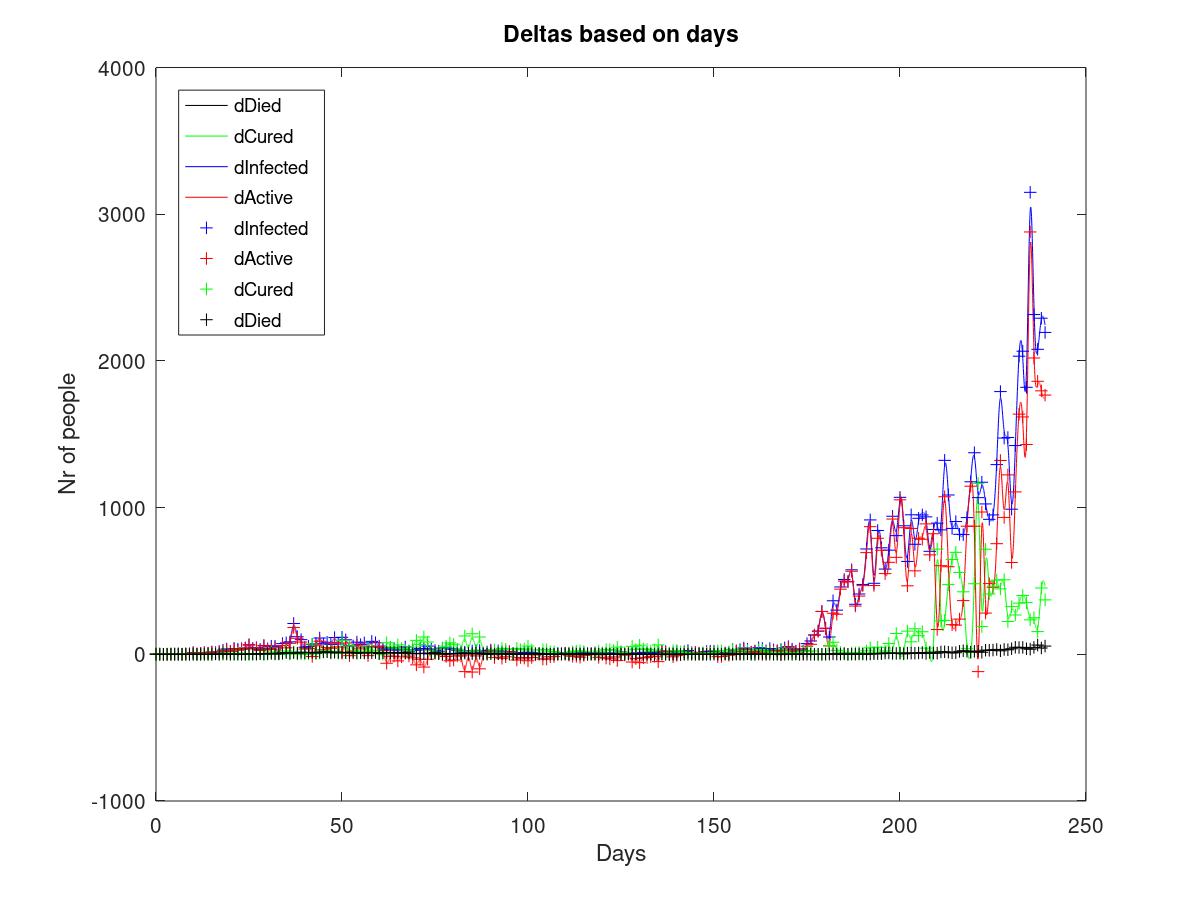 Deltas based on days
4000
3000
2000
1000
0
-1000
Nr of people
dDied
dCured
dInfected
dActive
dInfected
dActive
dCured
dDied
0 50 100 150 200 250
Days